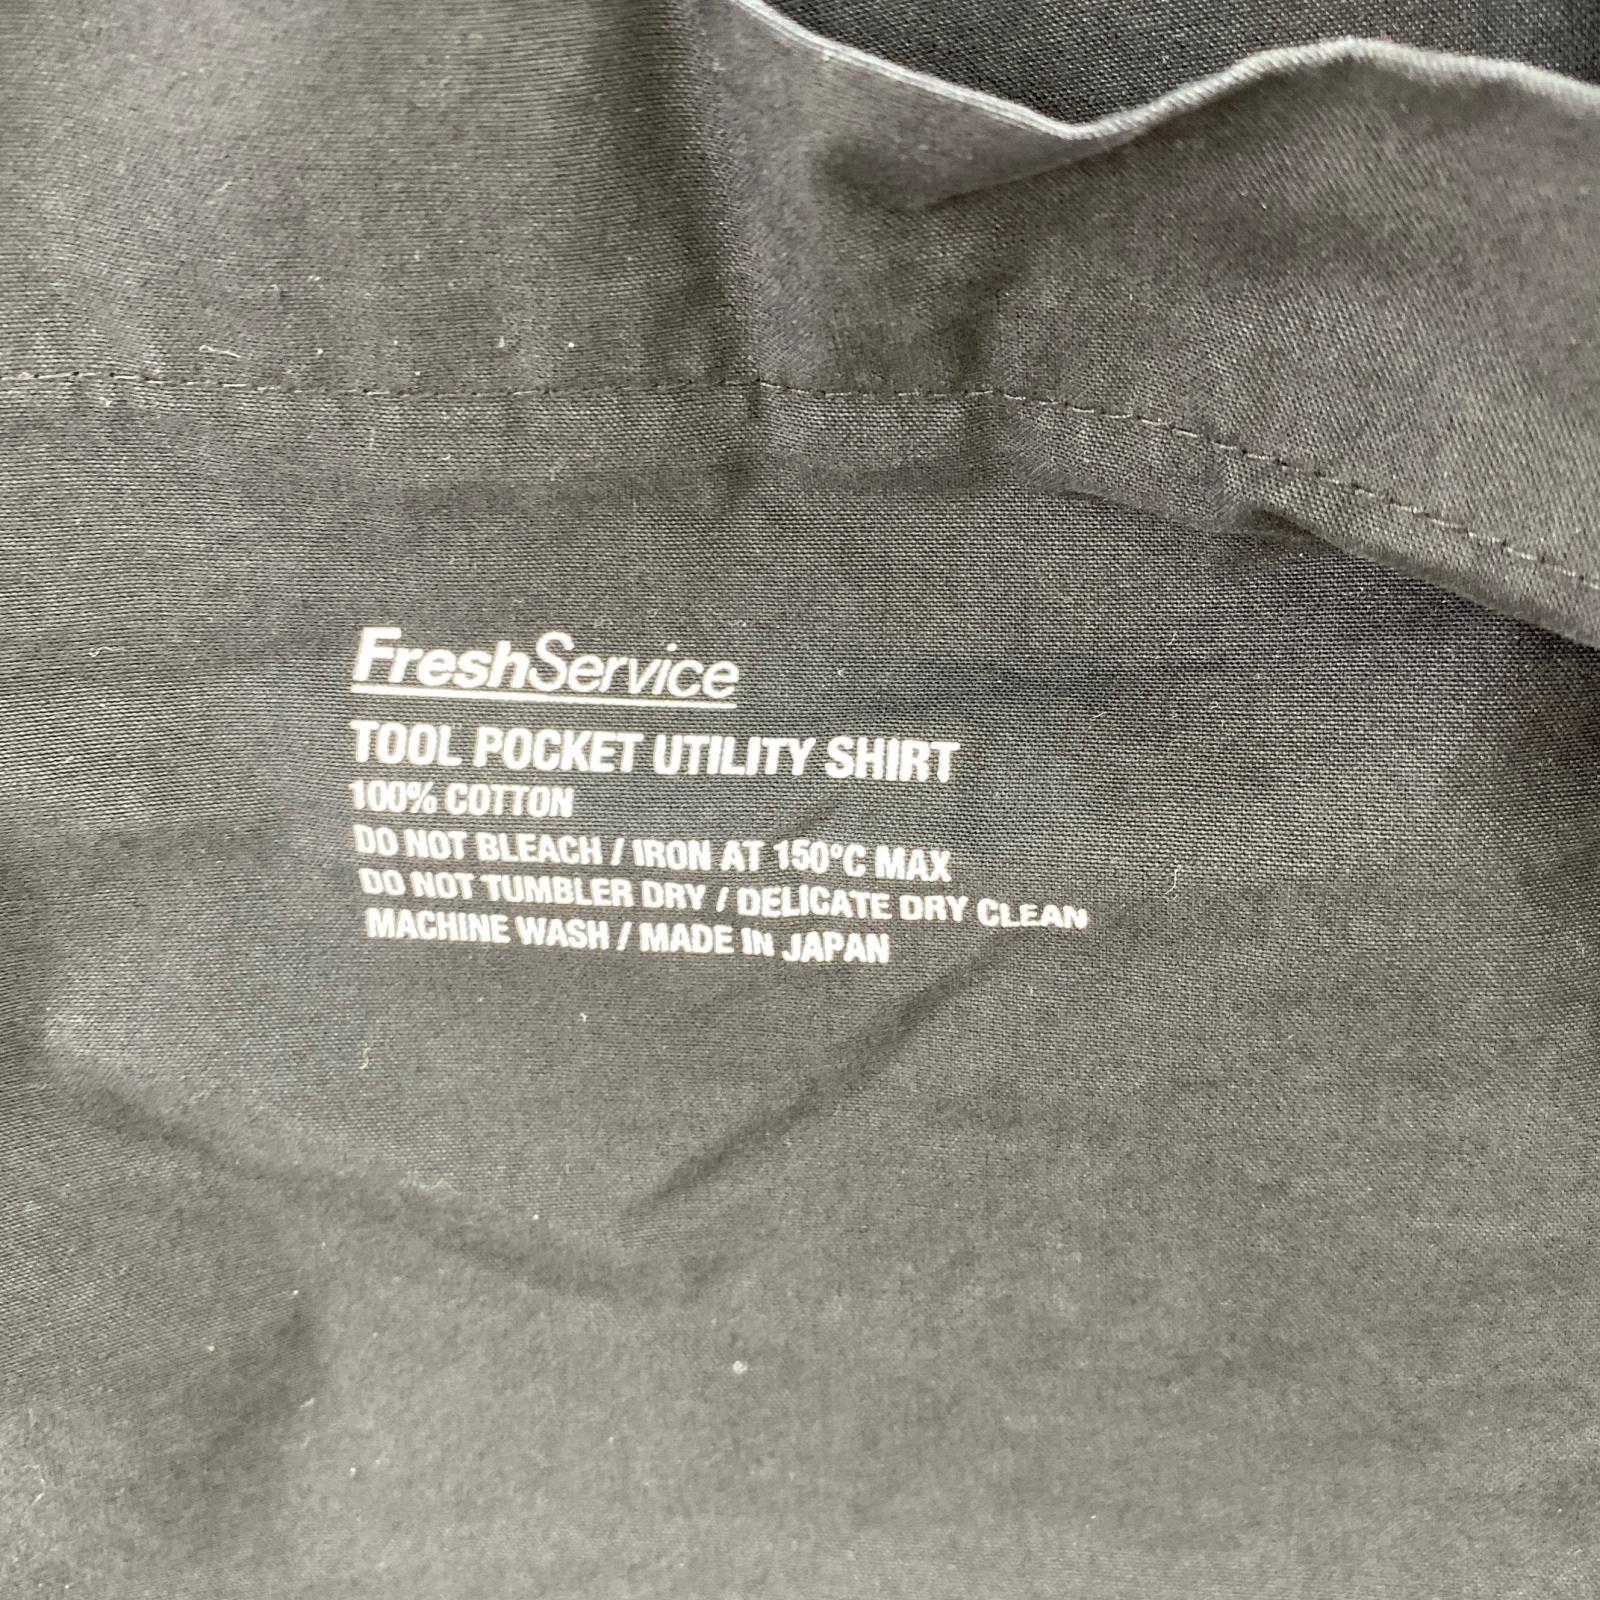 FreshService
TOOL POCKET UTILITY SHIRT
100% COTTON
DO NOT BLEACH / IRON AT 150°C MAX
DO NOT TUMBLER DRY / DELICATE DRY CLEAN
MACHINE WASH / MADE IN JAPAN